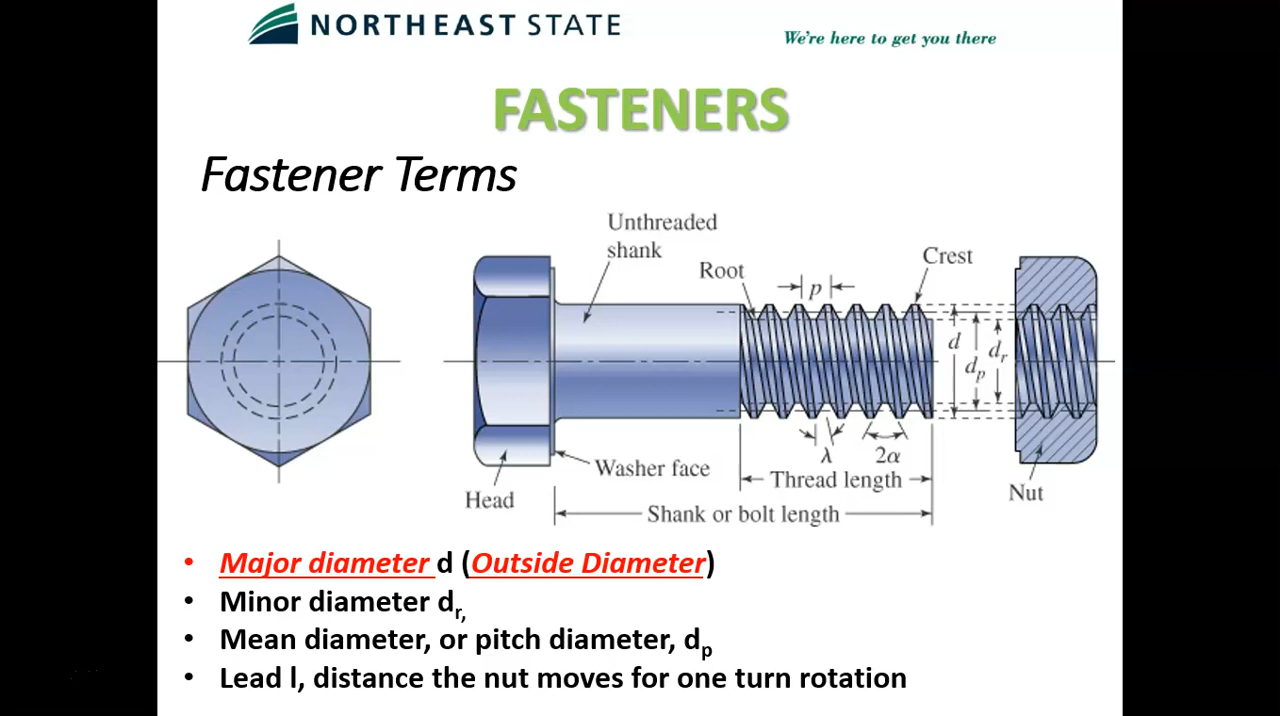 NORTHEAST STATE
We're here to get you there
FASTENERS
Fastener Terms
Unthreaded
shank
Root
p
Crest
d
dp
dr
λ
2α
Washer face
Thread length
Head
Nut
Shank or bolt length
• Major diameter d (Outside Diameter)
• Minor diameter dr,
• Mean diameter, or pitch diameter, dp
• Lead l, distance the nut moves for one turn rotation